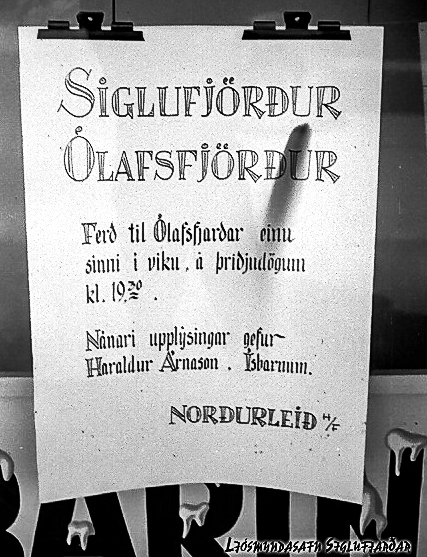 SIGLUFJÖRÐUR
ÓLAFSFJÖRÐUR
Ferð til Ólafsfjarðar einu
sinni í viku, á þriðjudögum
kl. 19.30.
Nánari upplýsingar gefur
Haraldur Árnason. Ísbarnum.
NORÐURLEIÐ H/F
BARINN
LJÓSMYNDASAFN SIGLUFJARÐAR